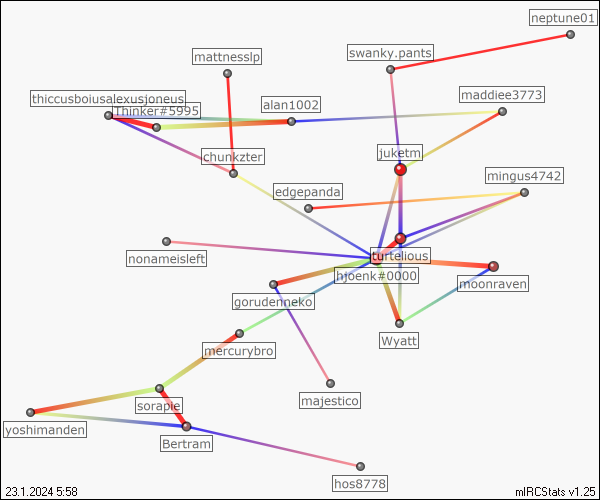 neptune01
swanky.pants
mattnesslp
maddiee3773
thiccusboiusalexusjoneus
Thinker#5995
alan1002
juketm
chunkzter
mingus4742
edgepanda
turtelious
nonameisleft
hjoenk#0000
moonraven
gorudenneko
Wyatt
mercurybro
majestico
sorapie
yoshimanden
Bertram
hos8778
23.1.2024 5:58
mIRCStats v1.25